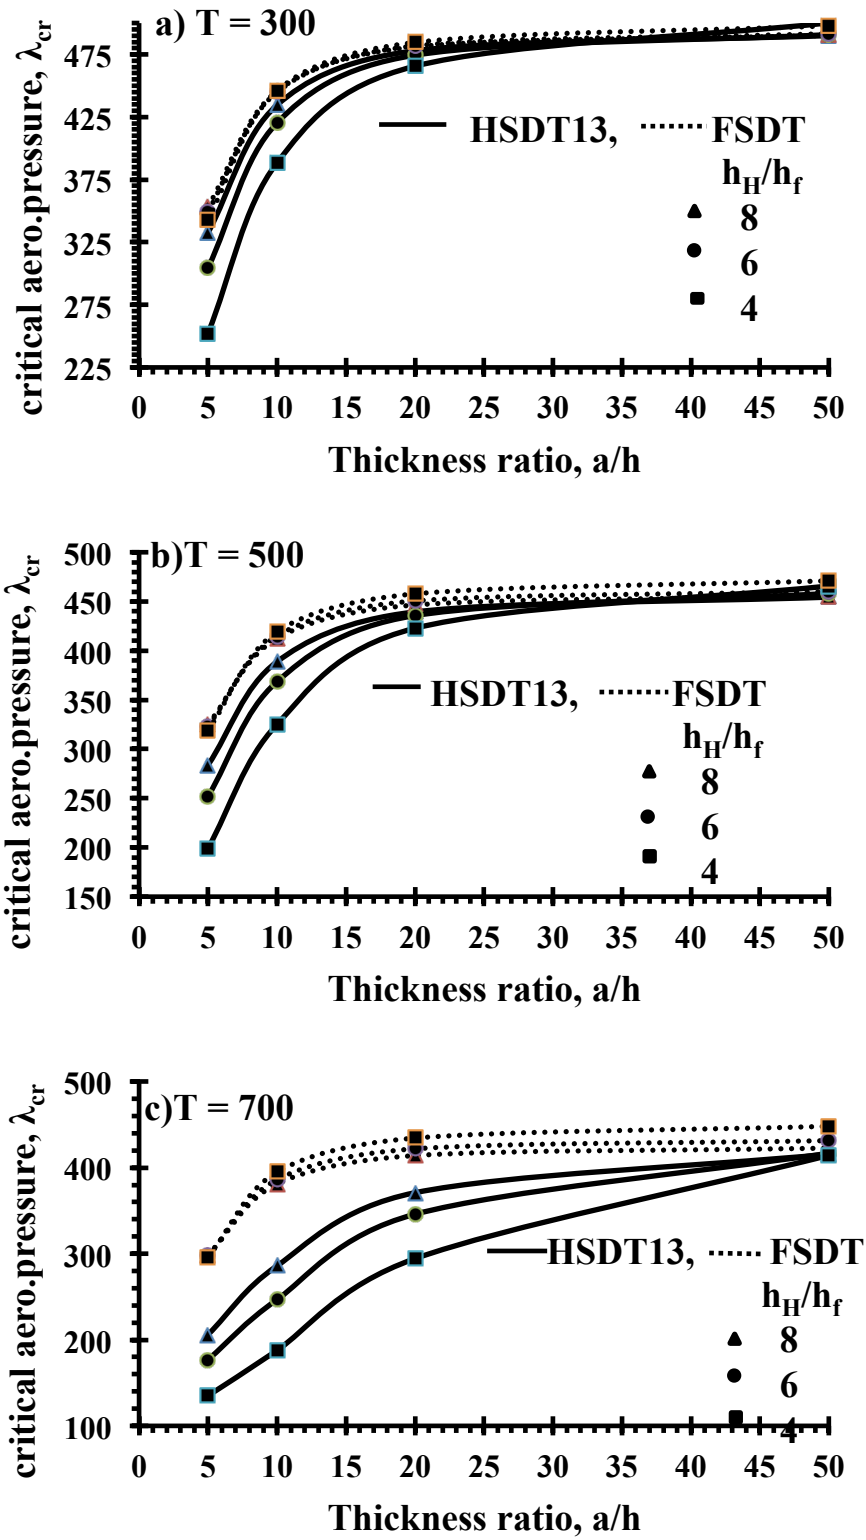 a) T = 300
critical aero.pressure, λcr
475
425
375
325
275
225
HSDT13, FSDT
hH/hf
8
6
4
0 5 10 15 20 25 30 35 40 45 50
Thickness ratio, a/h
b)T = 500
critical aero.pressure, λcr
500
450
400
350
300
250
200
150
HSDT13, FSDT
hH/hf
8
6
4
0 5 10 15 20 25 30 35 40 45 50
Thickness ratio, a/h
c)T = 700
critical aero.pressure, λcr
500
400
300
200
100
HSDT13, FSDT
hH/hf
8
6
4
0 5 10 15 20 25 30 35 40 45 50
Thickness ratio, a/h